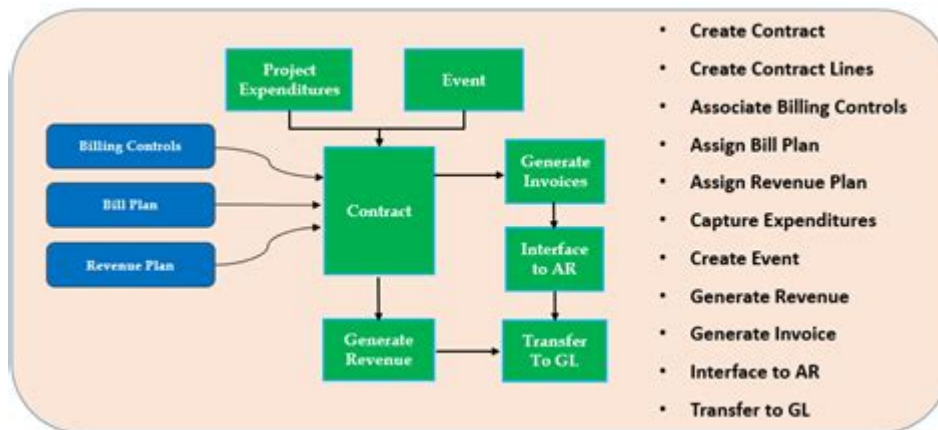 Project
Expenditures
Event
Billing Controls
Bill Plan
Revenue Plan
Contract
Generate
Invoices
Interface
to AR
Generate
Revenue
Transfer
To GL
• Create Contract
• Create Contract Lines
• Associate Billing Controls
• Assign Bill Plan
• Assign Revenue Plan
• Capture Expenditures
• Create Event
• Generate Revenue
• Generate Invoice
• Interface to AR
• Transfer to GL